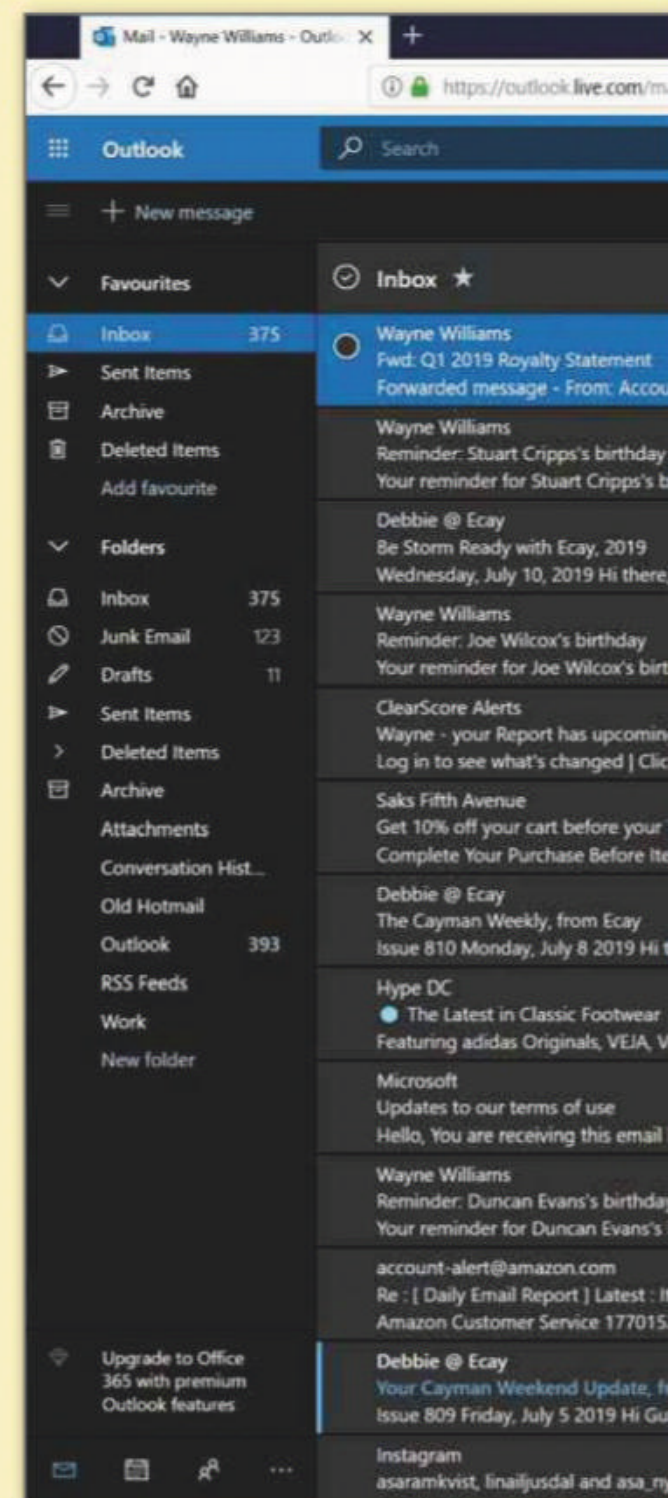 Mail - Wayne Williams - Outlo
https://outlook.live.com/m
Outlook
Search
New message
Favourites
Inbox 375
Sent Items
Archive
Deleted Items
Add favourite
Folders
Inbox 375
Junk Email 123
Drafts 11
Sent Items
Deleted Items
Archive
Attachments
Conversation Hist...
Old Hotmail
Outlook 393
RSS Feeds
Work
New folder
Upgrade to Office
365 with premium
Outlook features
Inbox
Wayne Williams
Fwd: Q1 2019 Royalty Statement
Forwarded message - From: Accou
Wayne Williams
Reminder: Stuart Cripps's birthday
Your reminder for Stuart Cripps's b
Debbie @ Ecay
Be Storm Ready with Ecay, 2019
Wednesday, July 10, 2019 Hi there,
Wayne Williams
Reminder: Joe Wilcox's birthday
Your reminder for Joe Wilcox's birt
ClearScore Alerts
Wayne - your Report has upcoming
Log in to see what's changed | Clic
Saks Fifth Avenue
Get 10% off your cart before your
Complete Your Purchase Before Ite
Debbie @ Ecay
The Cayman Weekly, from Ecay
Issue 810 Monday, July 8 2019 Hi t
Hype DC
The Latest in Classic Footwear
Featuring adidas Originals, VEJA, V
Microsoft
Updates to our terms of use
Hello, You are receiving this email
Wayne Williams
Reminder: Duncan Evans's birthday
Your reminder for Duncan Evans's
account-alert@amazon.com
Re : [ Daily Email Report ] Latest : It
Amazon Customer Service 177015
Debbie @ Ecay
Your Cayman Weekend Update, f
Issue 809 Friday, July 5 2019 Hi Gu
Instagram
asaramkvist, linailjusdal and asa_ny